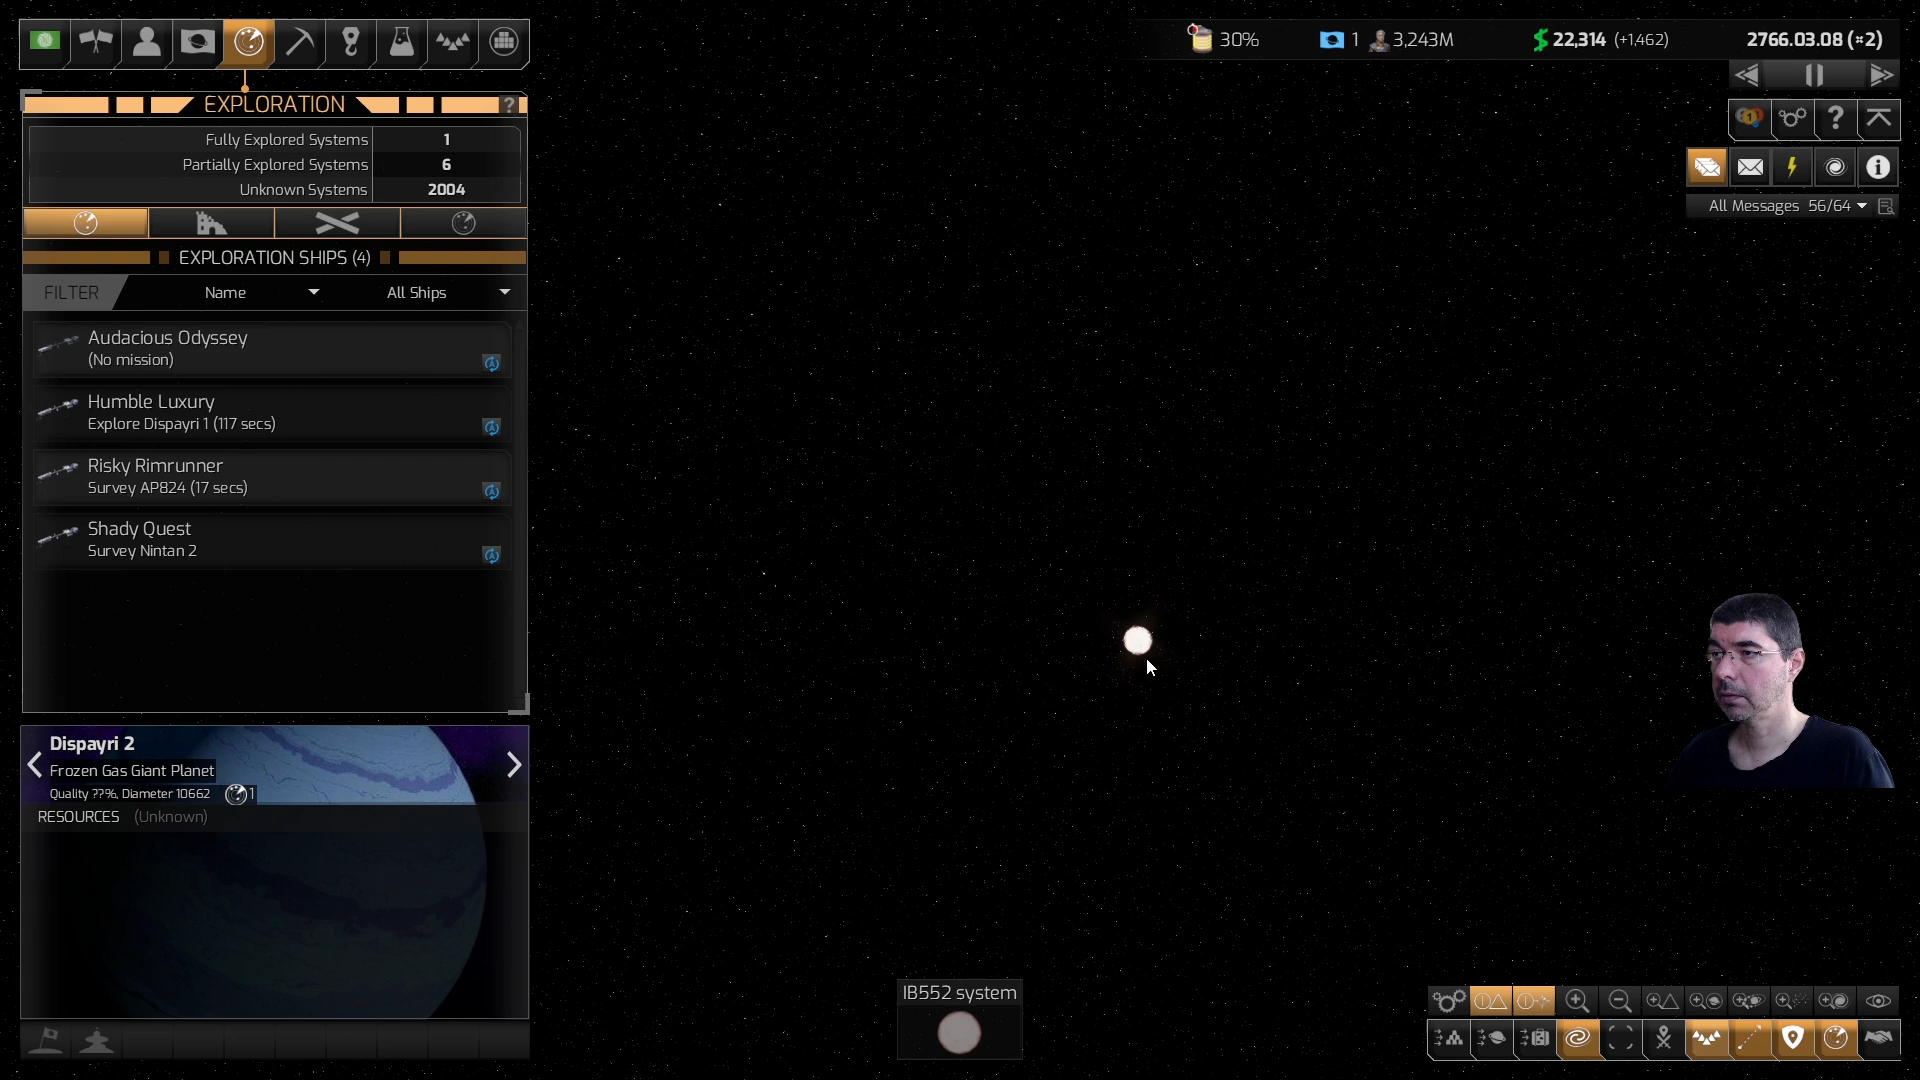 30%
1
3,243M
22,314 (+1,462)
2766.03.08 (×2)
EXPLORATION
?
Fully Explored Systems 1
Partially Explored Systems 6
Unknown Systems 2004
?
All Messages 56/64
EXPLORATION SHIPS (4)
FILTER Name All Ships
Audacious Odyssey
(No mission)
Humble Luxury
Explore Dispayri 1 (117 secs)
Risky Rimrunner
Survey AP824 (17 secs)
Shady Quest
Survey Nintan 2
Dispayri 2
Frozen Gas Giant Planet
Quality ??%, Diameter 10662 1
RESOURCES (Unknown)
IB552 system